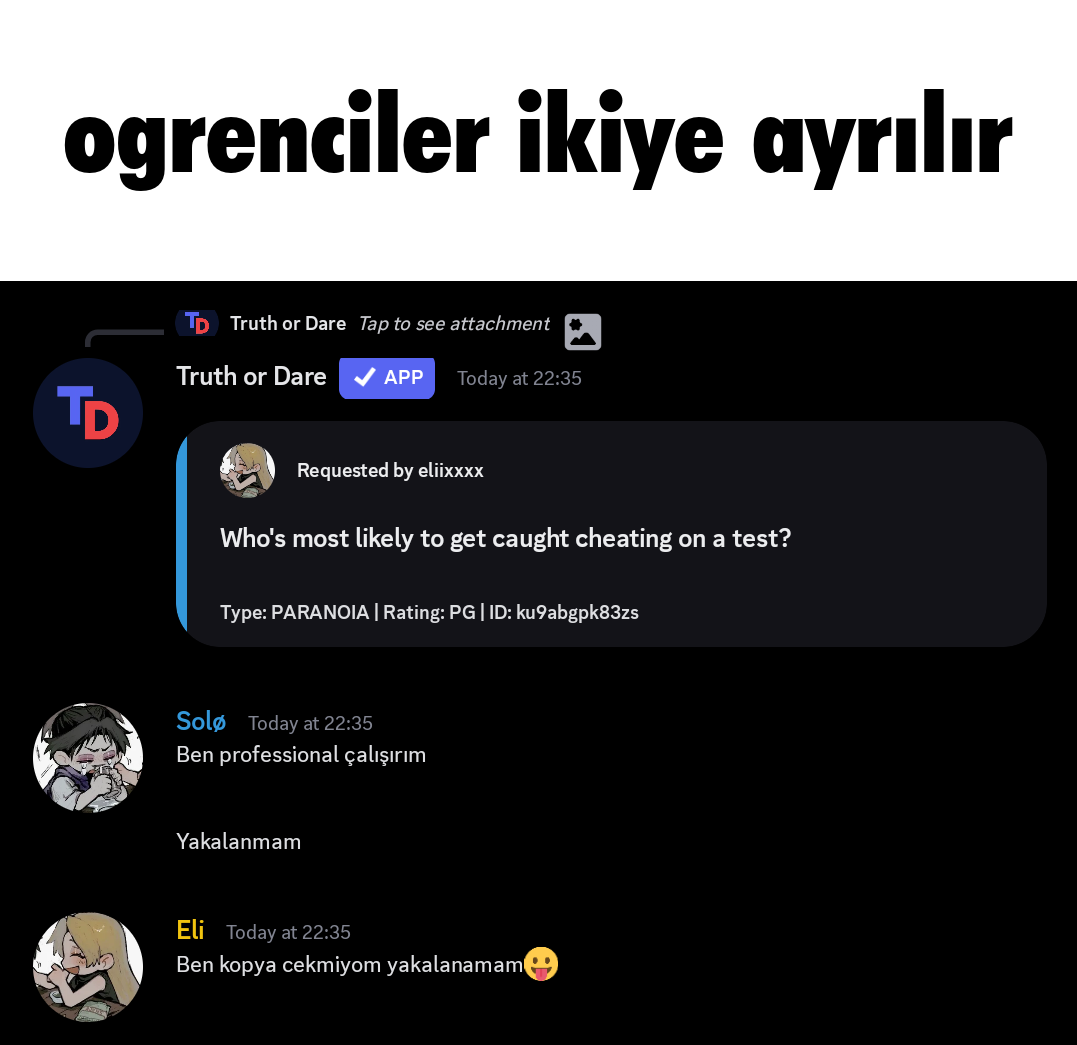 ogrenciler ikiye ayrılır
Truth or Dare Tap to see attachment
TD
Truth or Dare APP Today at 22:35
Requested by eliixxxx
Who's most likely to get caught cheating on a test?
Type: PARANOIA | Rating: PG | ID: ku9abgpk83zs
Solø Today at 22:35
Ben professional çalışırım
Yakalanmam
Eli Today at 22:35
Ben kopya cekmiyom yakalanamam😛